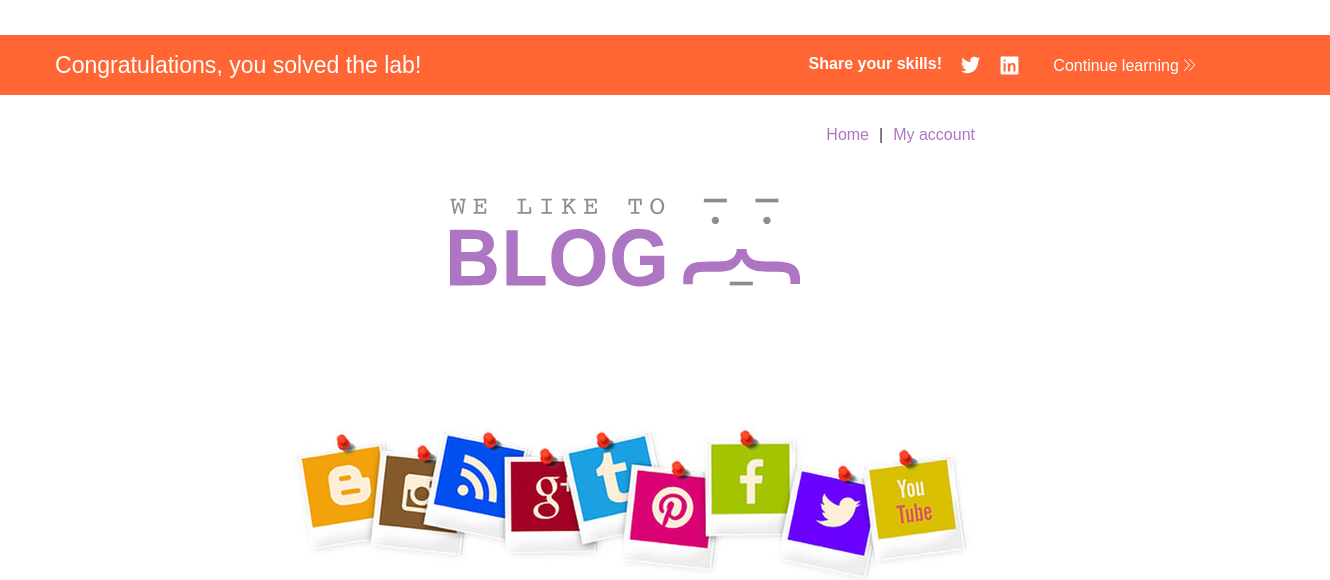 Congratulations, you solved the lab!
Share your skills!
Continue learning
Home | My account
WE LIKE TO
BLOG
g+
You
Tube